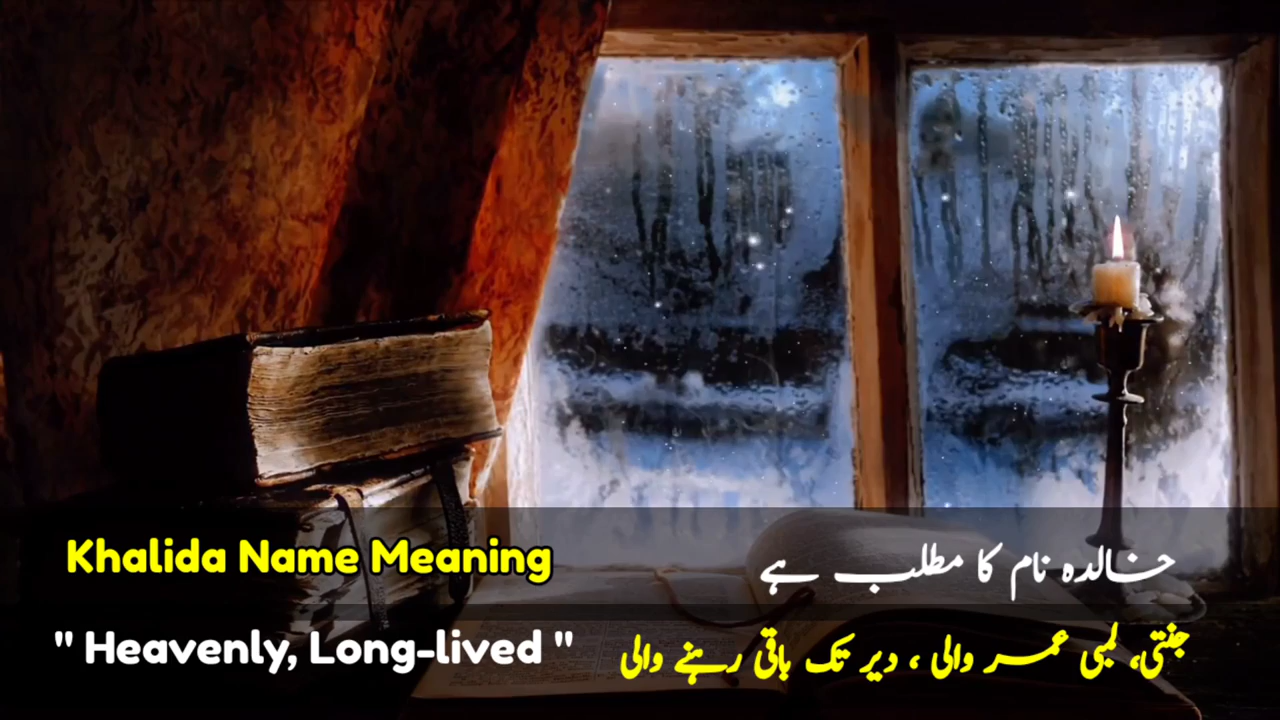 Khalida Name Meaning
خالدہ نام کا مطلب ہے
" Heavenly, Long-lived "
جنتی، لمبی عمر والی ، دیر تک باقی رہنے والی